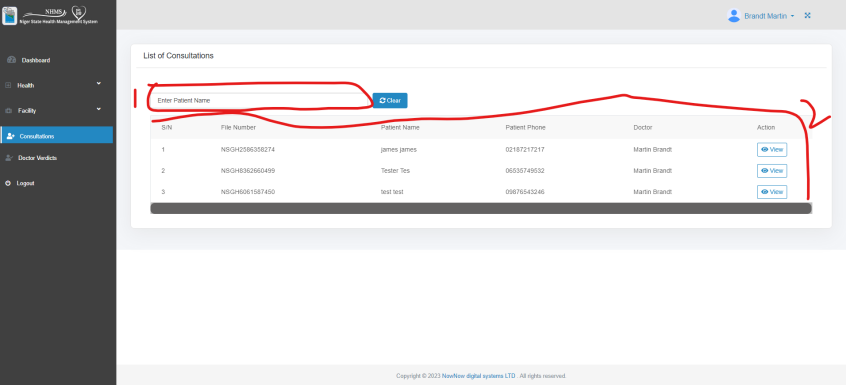 NHMS
Niger State Health Management System
Brandt Martin
Dashboard
Health
Facility
Consultations
Doctor Verdicts
Logout
List of Consultations
1
Enter Patient Name
Clear
2
S/N File Number Patient Name Patient Phone Doctor Action
1 NSGH2586358274 james james 02187217217 Martin Brandt View
2 NSGH8362660499 Tester Tes 06535749532 Martin Brandt View
3 NSGH6061587450 test test 09876543246 Martin Brandt View
Copyright © 2023 NowNow digital systems LTD All rights reserved.